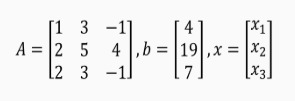 A = [1 3 −1; 2 5 4; 2 3 −1], b = [4; 19; 7], x = [x₁; x₂; x₃]